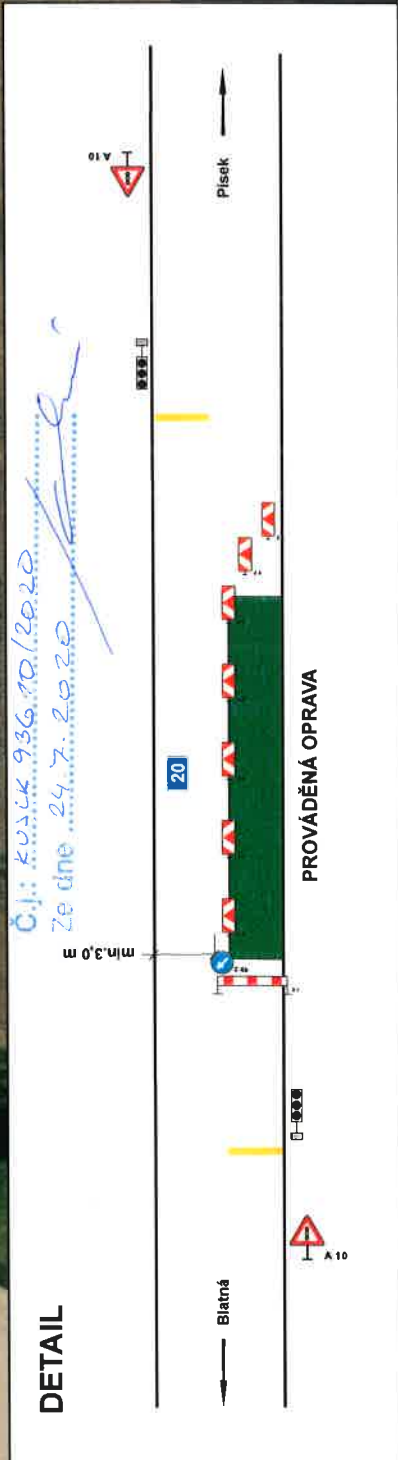 DETAIL
Č.j.: KUJCK 93610/2020
Ze dne 24.7.2020
A 10
Písek
20
min.3,0 m
PROVÁDĚNÁ OPRAVA
Blatná
A 10